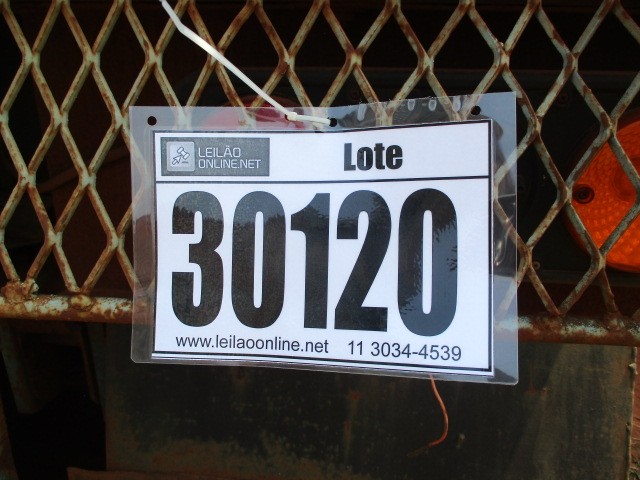 LEILÃO
ONLINE.NET
Lote
30120
www.leilaoonline.net 11 3034-4539